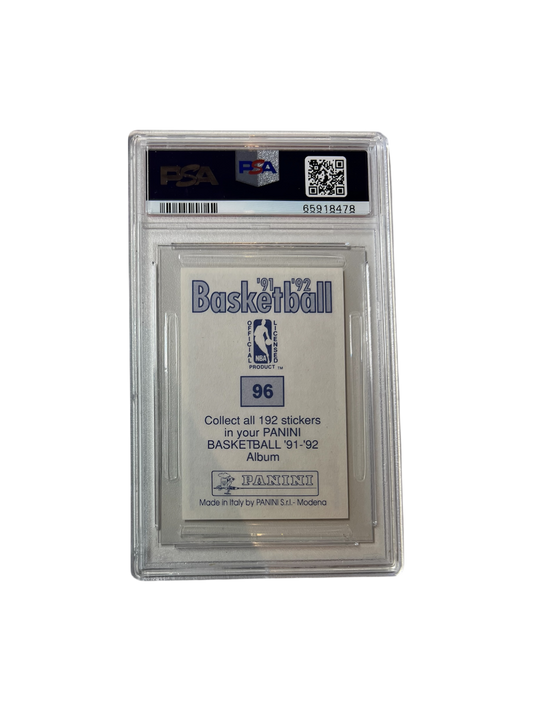 PSA PSA
65918478
'91 '92
Basketball
OFFICIAL LICENSED
NBA
PRODUCT TM
96
Collect all 192 stickers
in your PANINI
BASKETBALL '91-'92
Album
PANINI
Made in Italy by PANINI S.r.l. - Modena